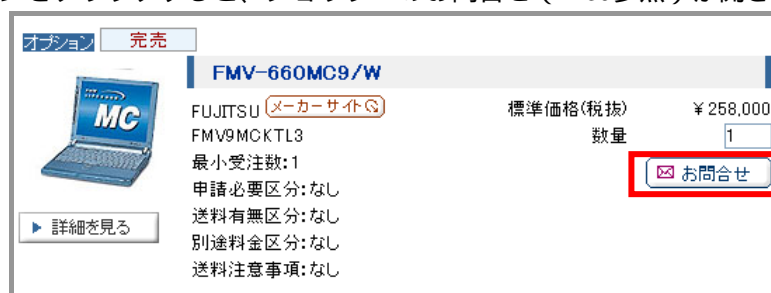 オプション 完売
FMV-660MC9/W
MC
FUJITSU メーカーサイト 標準価格(税抜) ¥258,000
FMV9MCKTL3 数量 1
最小受注数:1
お問合せ
申請必要区分:なし
▶ 詳細を見る
送料有無区分:なし
別途料金区分:なし
送料注意事項:なし